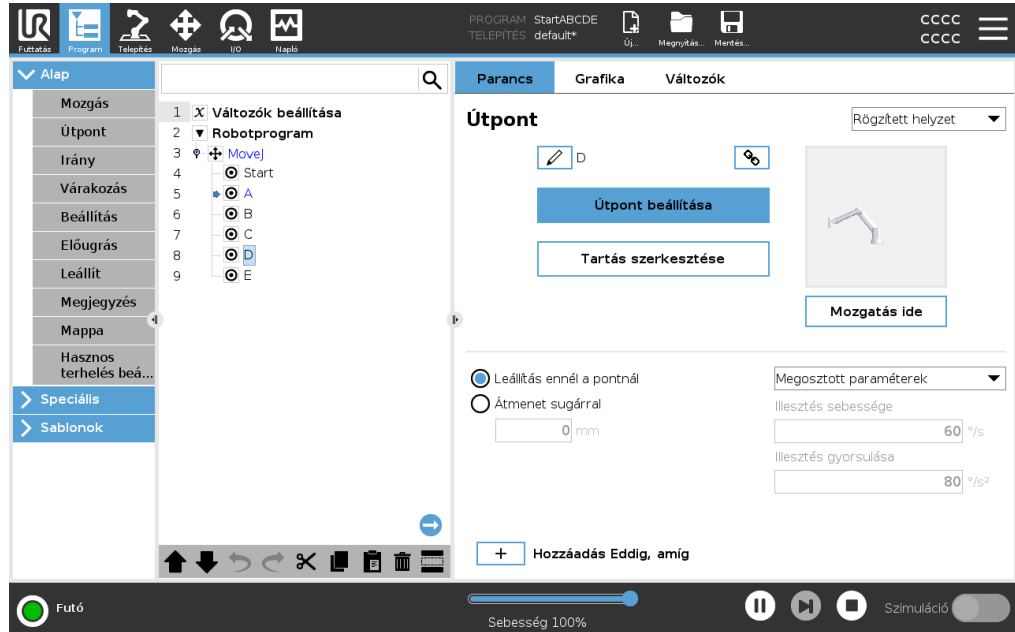 UR
Futtatás
Program
Telepítés
Mozgás
I/O
Napló
PROGRAM StartABCDE
TELEPÍTÉS default*
Új...
Megnyitás...
Mentés...
CCCC
CCCC
Alap
Mozgás
Útpont
Irány
Várakozás
Beállítás
Előugrás
Leállít
Megjegyzés
Mappa
Hasznos
terhelés beá...
Speciális
Sablonok
1 X Változók beállítása
2 Robotprogram
3 MoveJ
4 Start
5 A
6 B
7 C
8 D
9 E
Parancs
Grafika
Változók
Útpont
Rögzített helyzet
D
Útpont beállítása
Tartás szerkesztése
Mozgatás ide
Leállítás ennél a pontnál
Átmenet sugárral
0 mm
Megosztott paraméterek
Illesztés sebessége
60 °/s
Illesztés gyorsulása
80 °/s²
+ Hozzáadás Eddig, amíg
Futó
Sebesség 100%
Szimuláció